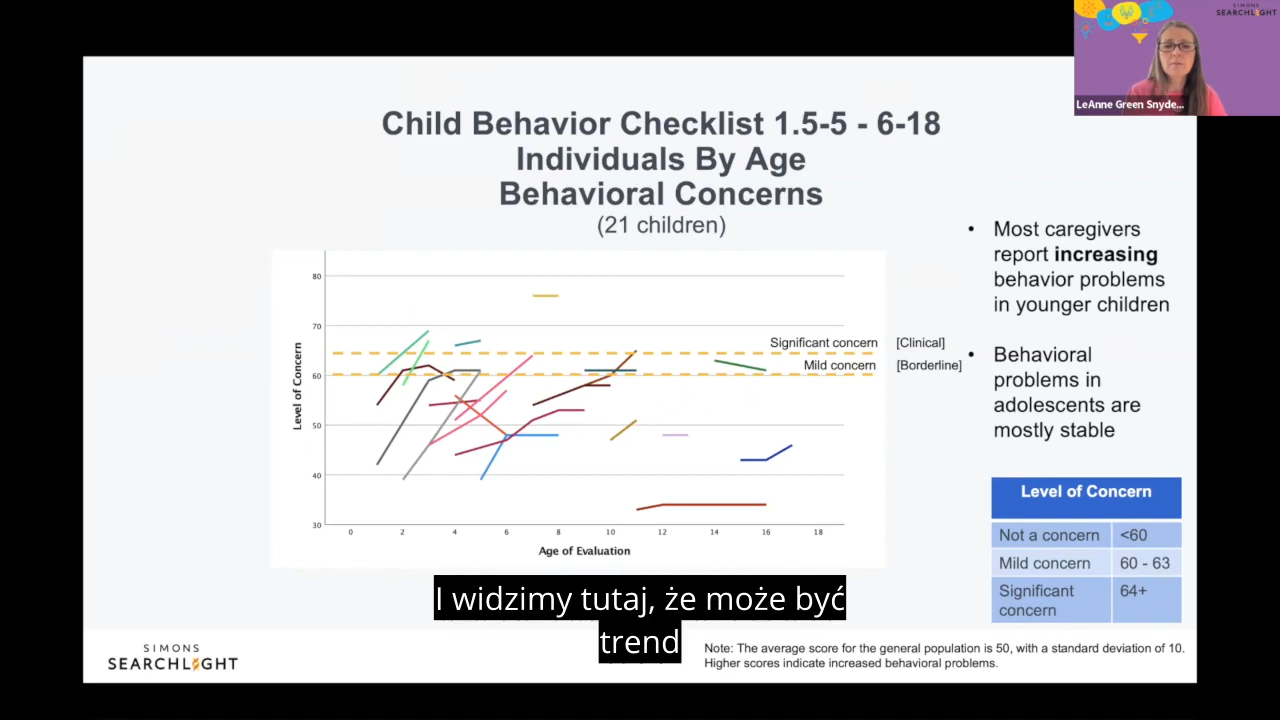 SIMONS
SEARCHLIGHT
LeAnne Green Snyde...
Child Behavior Checklist 1.5-5 - 6-18
Individuals By Age
Behavioral Concerns
(21 children)
80
70
60
50
40
30
Level of Concern
0 2 4 6 8 10 12 14 16 18
Age of Evaluation
Significant concern [Clinical]
Mild concern [Borderline]
• Most caregivers
report increasing
behavior problems
in younger children
• Behavioral
problems in
adolescents are
mostly stable
Level of Concern
Not a concern <60
Mild concern 60 - 63
Significant
concern 64+
I widzimy tutaj, że może być
trend
SIMONS
SEARCHLIGHT
Note: The average score for the general population is 50, with a standard deviation of 10.
Higher scores indicate increased behavioral problems.